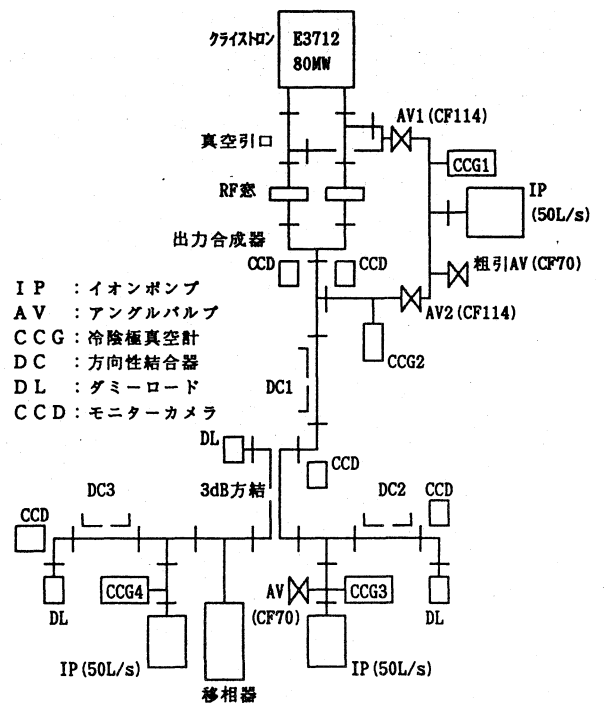 クライストロン
E3712
80MW
AV1(CF114)
真空引口
CCG1
IP
(50L/s)
RF窓
出力合成器
CCD
CCD
粗引AV(CF70)
AV2(CF114)
CCG2
IP:イオンポンプ
AV:アングルバルブ
CCG:冷陰極真空計
DC:方向性結合器
DL:ダミーロード
CCD:モニターカメラ
DC1
DL
CCD
3dB方結
DC3
DC2
CCD
CCD
CCG4
AV
(CF70)
CCG3
DL
DL
IP(50L/s)
IP(50L/s)
移相器